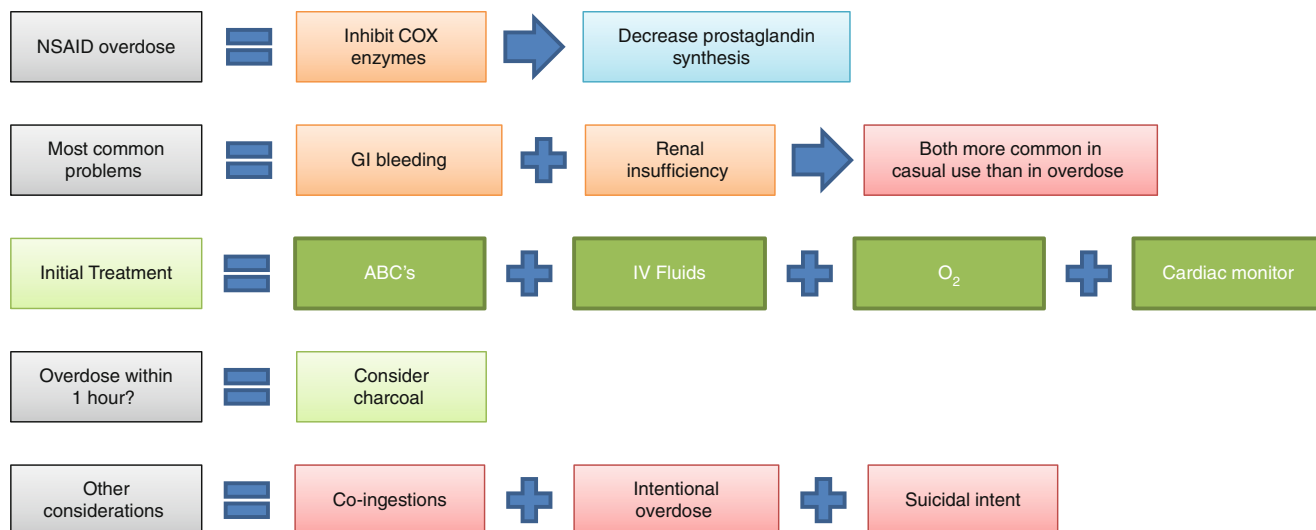 NSAID overdose
Inhibit COX
enzymes
Decrease prostaglandin
synthesis
Most common
problems
GI bleeding
Renal
insufficiency
Both more common in
casual use than in overdose
Initial Treatment
ABC's
IV Fluids
O2
Cardiac monitor
Overdose within
1 hour?
Consider
charcoal
Other
considerations
Co-ingestions
Intentional
overdose
Suicidal intent